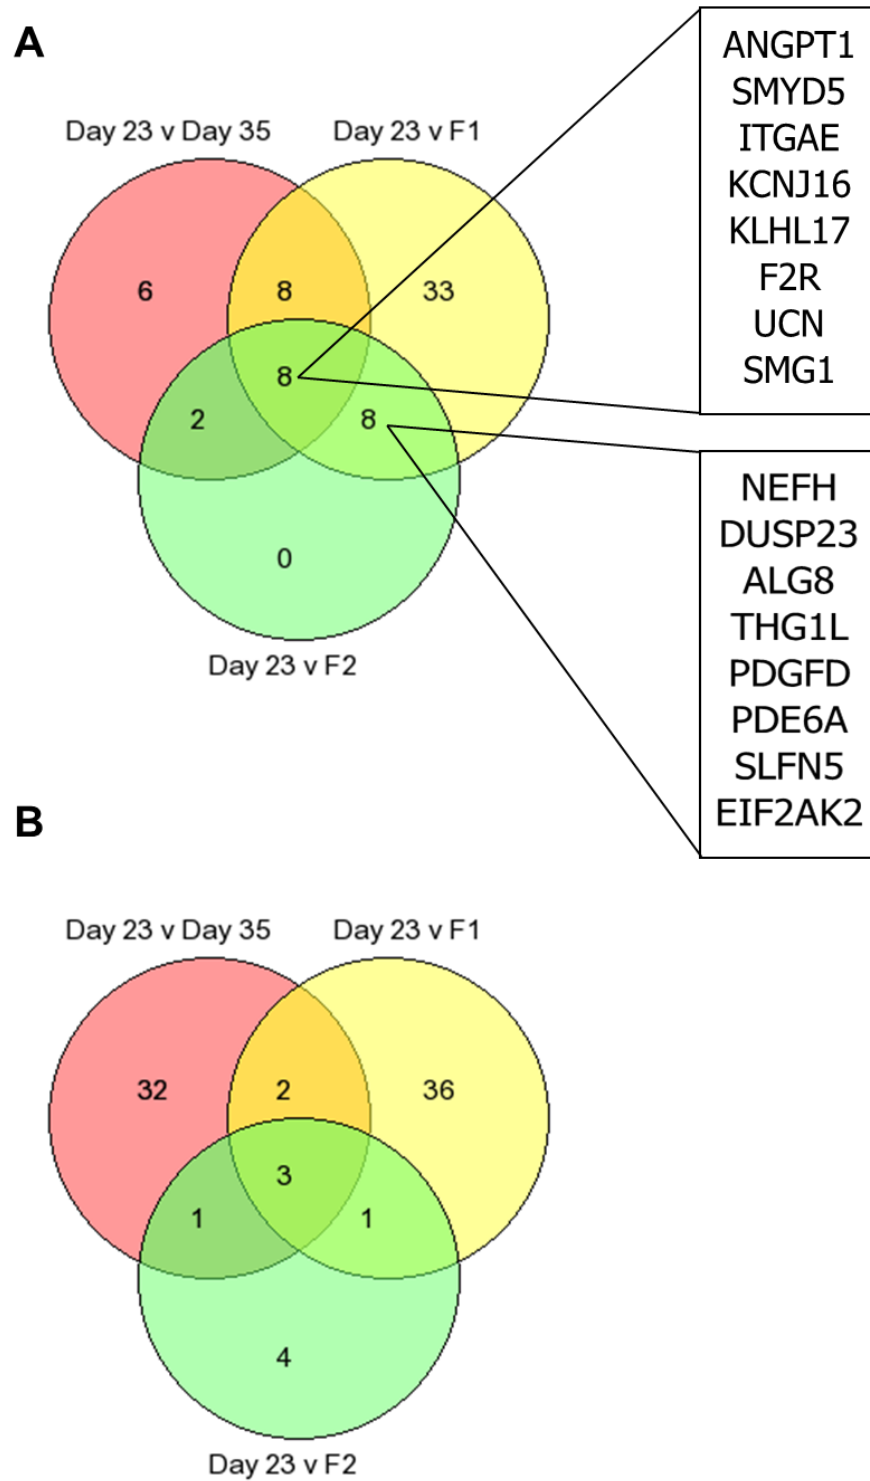 A
Day 23 v Day 35
Day 23 v F1
6
8
33
8
2
8
0
Day 23 v F2
ANGPT1
SMYD5
ITGAE
KCNJ16
KLHL17
F2R
UCN
SMG1
NEFH
DUSP23
ALG8
THG1L
PDGFD
PDE6A
SLFN5
EIF2AK2
B
Day 23 v Day 35
Day 23 v F1
32
2
36
3
1
1
4
Day 23 v F2